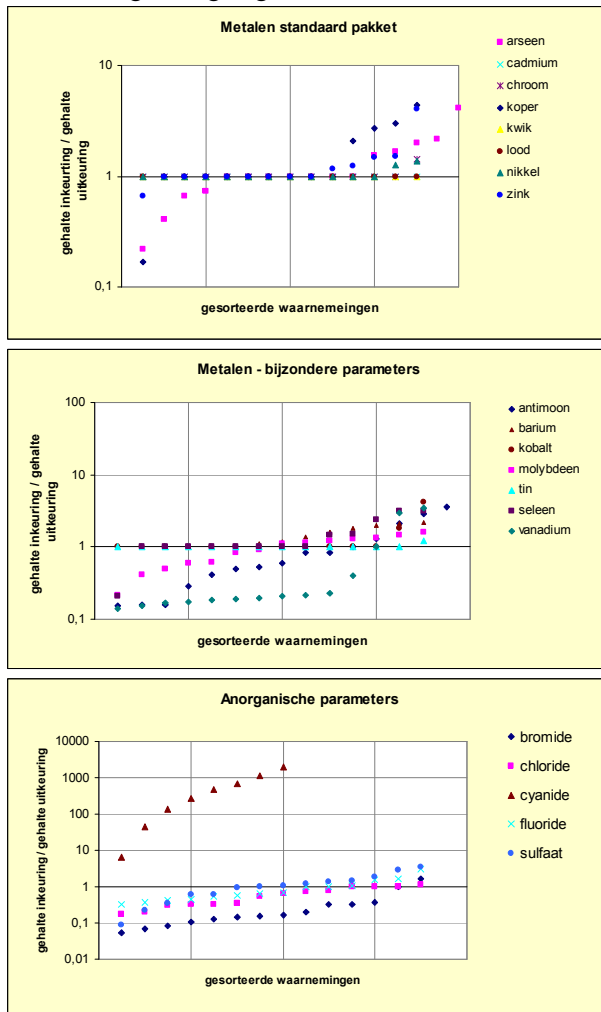 Metalen standaard pakket
10
1
0,1
gehalte inkeurting / gehalte
uitkeuring
gesorteerde waarnemeingen
arseen
cadmium
chroom
koper
kwik
lood
nikkel
zink
Metalen - bijzondere parameters
100
10
1
0,1
gehalte inkeuring / gehalte
uitkeuring
gesorteerde waarnemingen
antimoon
barium
kobalt
molybdeen
tin
seleen
vanadium
Anorganische parameters
10000
1000
100
10
1
0,1
0,01
gehalte inkeuring / gehalte uitkeuring
gesorteerde waarnemingen
bromide
chloride
cyanide
fluoride
sulfaat